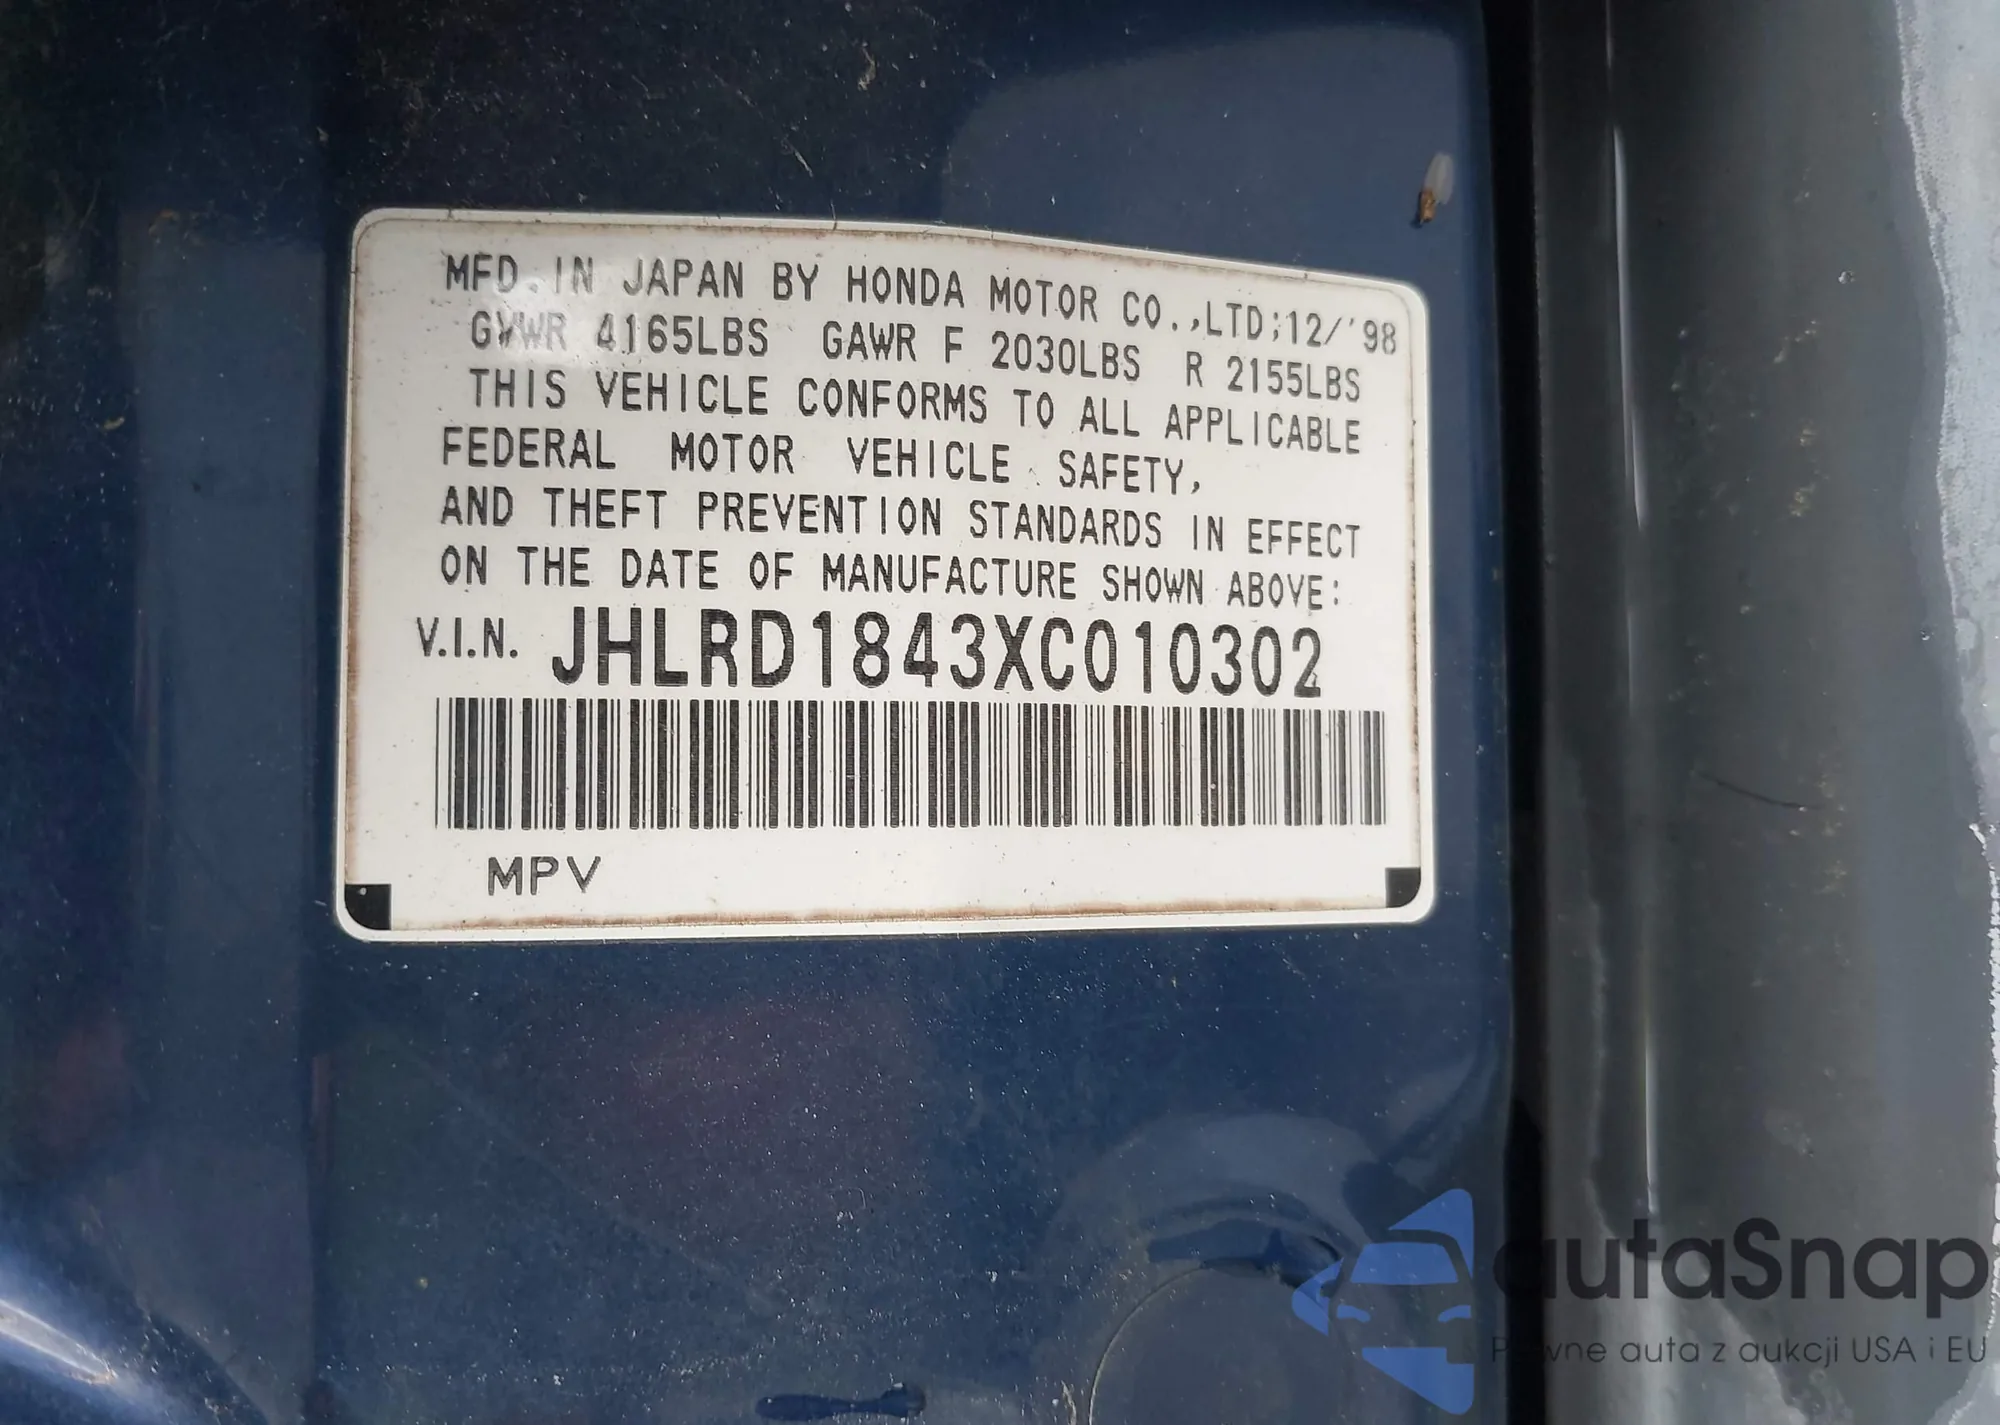 MFD. IN JAPAN BY HONDA MOTOR CO.,LTD;12/'98
GVWR 4165LBS GAWR F 2030LBS R 2155LBS
THIS VEHICLE CONFORMS TO ALL APPLICABLE
FEDERAL MOTOR VEHICLE SAFETY,
AND THEFT PREVENTION STANDARDS IN EFFECT
ON THE DATE OF MANUFACTURE SHOWN ABOVE:
V.I.N. JHLRD1843XC010302
MPV
autaSnap
Pewne auta z aukcji USA i EU